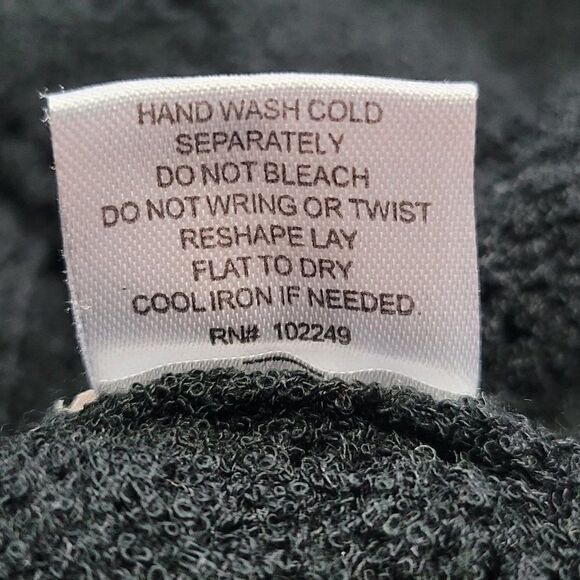 HAND WASH COLD
SEPARATELY
DO NOT BLEACH
DO NOT WRING OR TWIST
RESHAPE LAY
FLAT TO DRY
COOL IRON IF NEEDED
RN# 102249